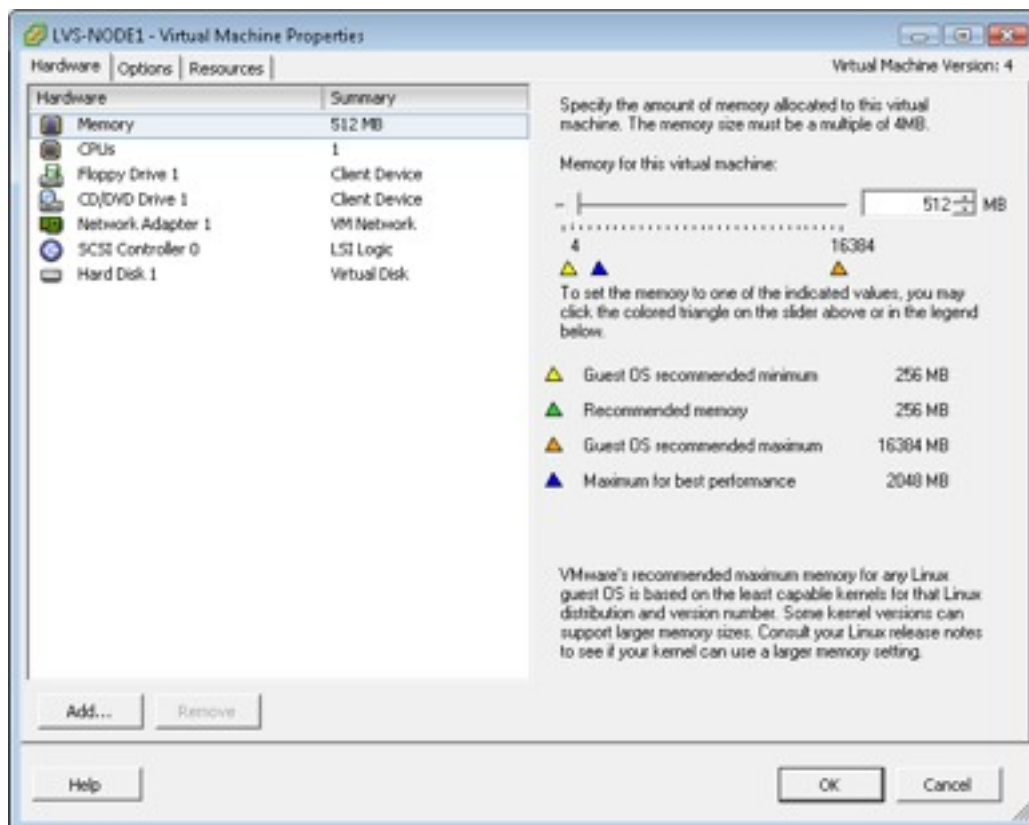 LVS-NODE1 - Virtual Machine Properties
Hardware Options Resources Virtual Machine Version: 4
Hardware Summary
Memory 512 MB
CPUs 1
Floppy Drive 1 Client Device
CD/DVD Drive 1 Client Device
Network Adapter 1 VM Network
SCSI Controller 0 LSI Logic
Hard Disk 1 Virtual Disk
Specify the amount of memory allocated to this virtual
machine. The memory size must be a multiple of 4MB.
Memory for this virtual machine:
512 MB
4 16384
To set the memory to one of the indicated values, you may
click the colored triangle on the slider above or in the legend
below.
Guest OS recommended minimum 256 MB
Recommended memory 256 MB
Guest OS recommended maximum 16384 MB
Maximum for best performance 2048 MB
VMware's recommended maximum memory for any Linux
guest OS is based on the least capable kernels for that Linux
distribution and version number. Some kernel versions can
support larger memory sizes. Consult your Linux release notes
to see if your kernel can use a larger memory setting.
Add... Remove
Help OK Cancel